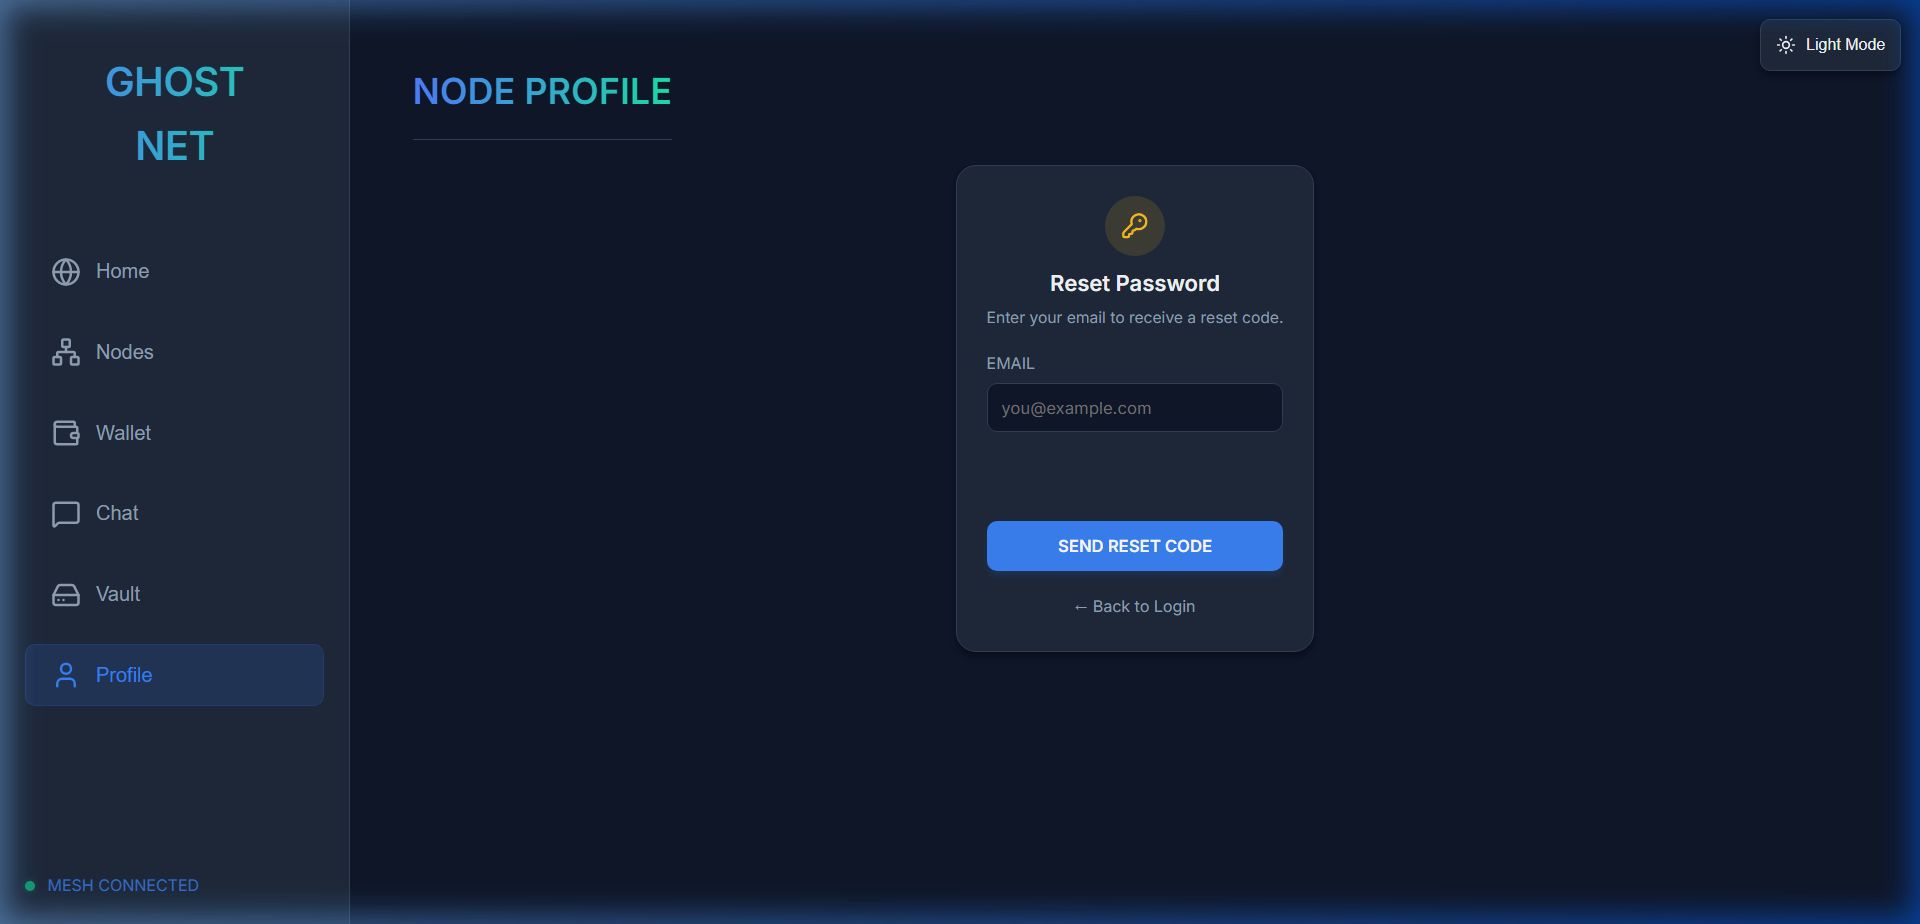 GHOST
NET
Home
Nodes
Wallet
Chat
Vault
Profile
MESH CONNECTED
Light Mode
NODE PROFILE
Reset Password
Enter your email to receive a reset code.
EMAIL
you@example.com
SEND RESET CODE
← Back to Login